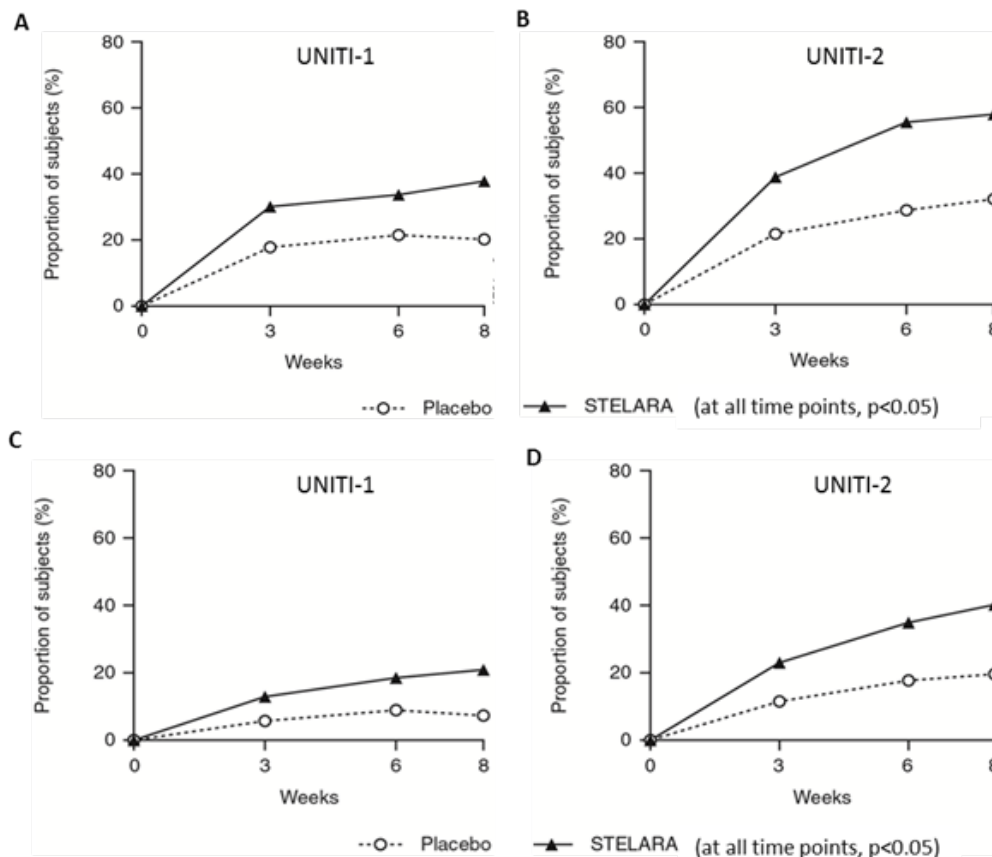 A
UNITI-1
Proportion of subjects (%)
80
60
40
20
0
0 3 6 8
Weeks
B
UNITI-2
Proportion of subjects (%)
80
60
40
20
0
0 3 6 8
Weeks
Placebo STELARA (at all time points, p<0.05)
C
UNITI-1
Proportion of subjects (%)
80
60
40
20
0
0 3 6 8
Weeks
D
UNITI-2
Proportion of subjects (%)
80
60
40
20
0
0 3 6 8
Weeks
Placebo STELARA (at all time points, p<0.05)